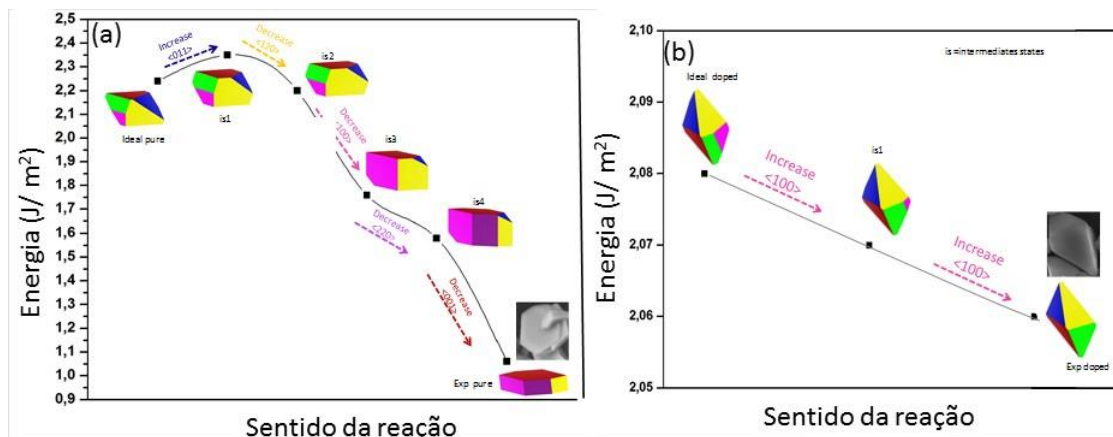 (a)
Energia (J/ m²)
2,5
2,4
2,3
2,2
2,1
2,0
1,9
1,8
1,7
1,6
1,5
1,4
1,3
1,2
1,1
1,0
0,9
Increase
<011>
Decrease
<110>
is2
is1
Ideal pure
Decrease
<100>
is3
is4
Decrease
<220>
Decrease
<001>
Exp pure
Sentido da reação
(b)
is =intermediates states
Energia (J/ m²)
2,10
2,09
2,08
2,07
2,06
2,05
Ideal doped
Increase
<100>
is1
Increase
<100>
Exp doped
Sentido da reação